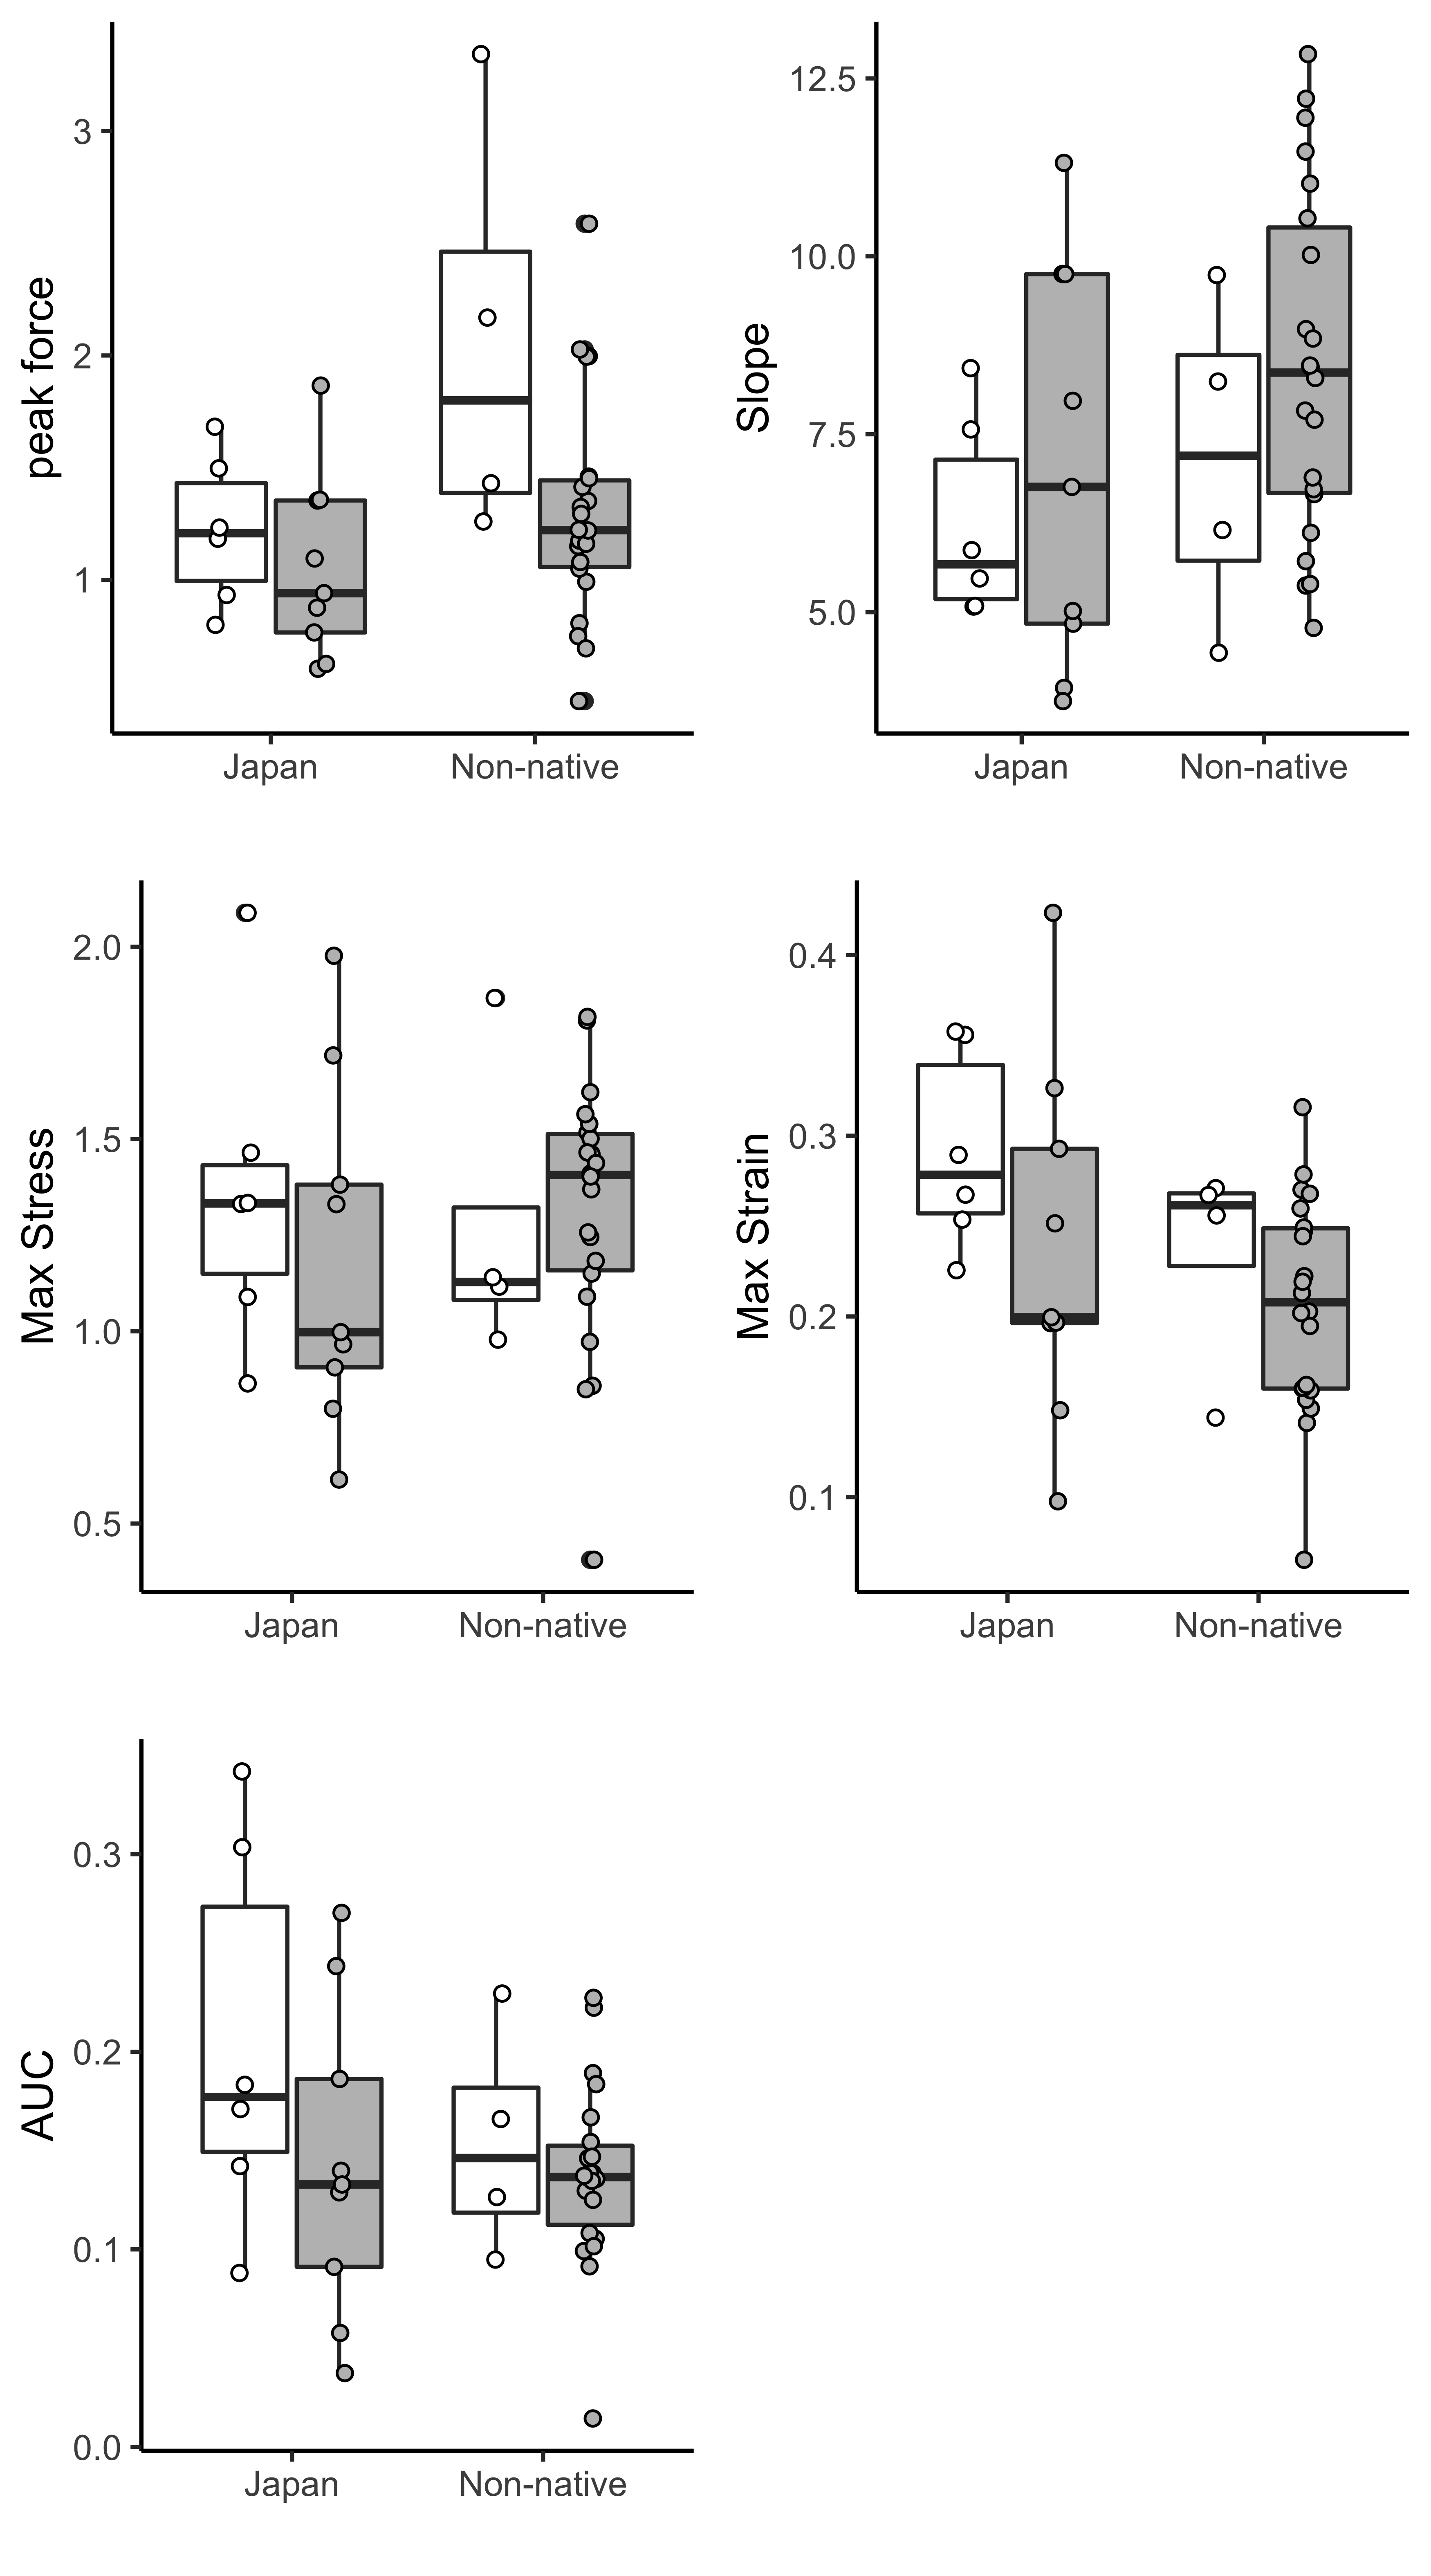 peak force
3
2
1
Japan
Non-native
Slope
12.5
10.0
7.5
5.0
Japan
Non-native
Max Stress
2.0
1.5
1.0
0.5
Japan
Non-native
Max Strain
0.4
0.3
0.2
0.1
Japan
Non-native
AUC
0.3
0.2
0.1
0.0
Japan
Non-native